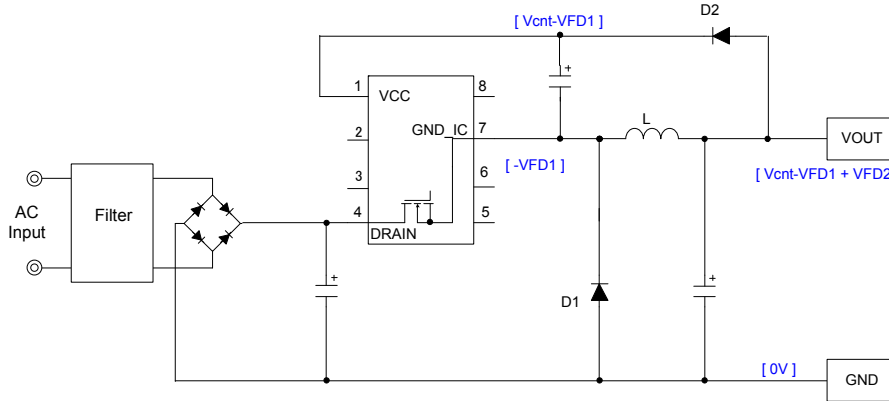 [ Vcnt-VFD1 ]
D2
1
VCC
8
+
2
GND_IC
7
L
VOUT
[ -VFD1 ]
[ Vcnt-VFD1 + VFD2
3
6
AC
Input
Filter
4
5
DRAIN
+
D1
+
[ 0V ]
GND